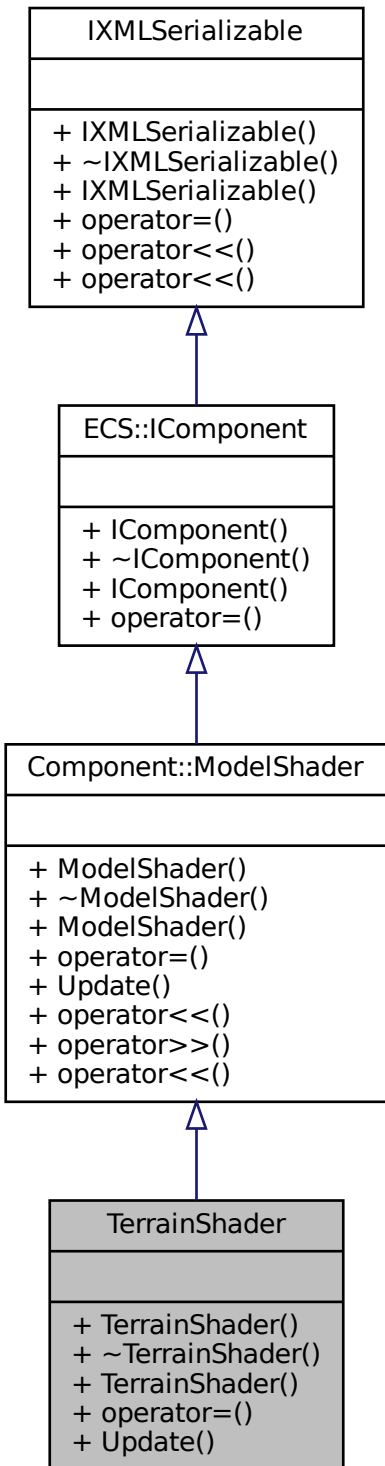 IXMLSerializable
+ IXMLSerializable()
+ ~IXMLSerializable()
+ IXMLSerializable()
+ operator=()
+ operator<<()
+ operator<<()
ECS::IComponent
+ IComponent()
+ ~IComponent()
+ IComponent()
+ operator=()
Component::ModelShader
+ ModelShader()
+ ~ModelShader()
+ ModelShader()
+ operator=()
+ Update()
+ operator<<()
+ operator>>()
+ operator<<()
TerrainShader
+ TerrainShader()
+ ~TerrainShader()
+ TerrainShader()
+ operator=()
+ Update()